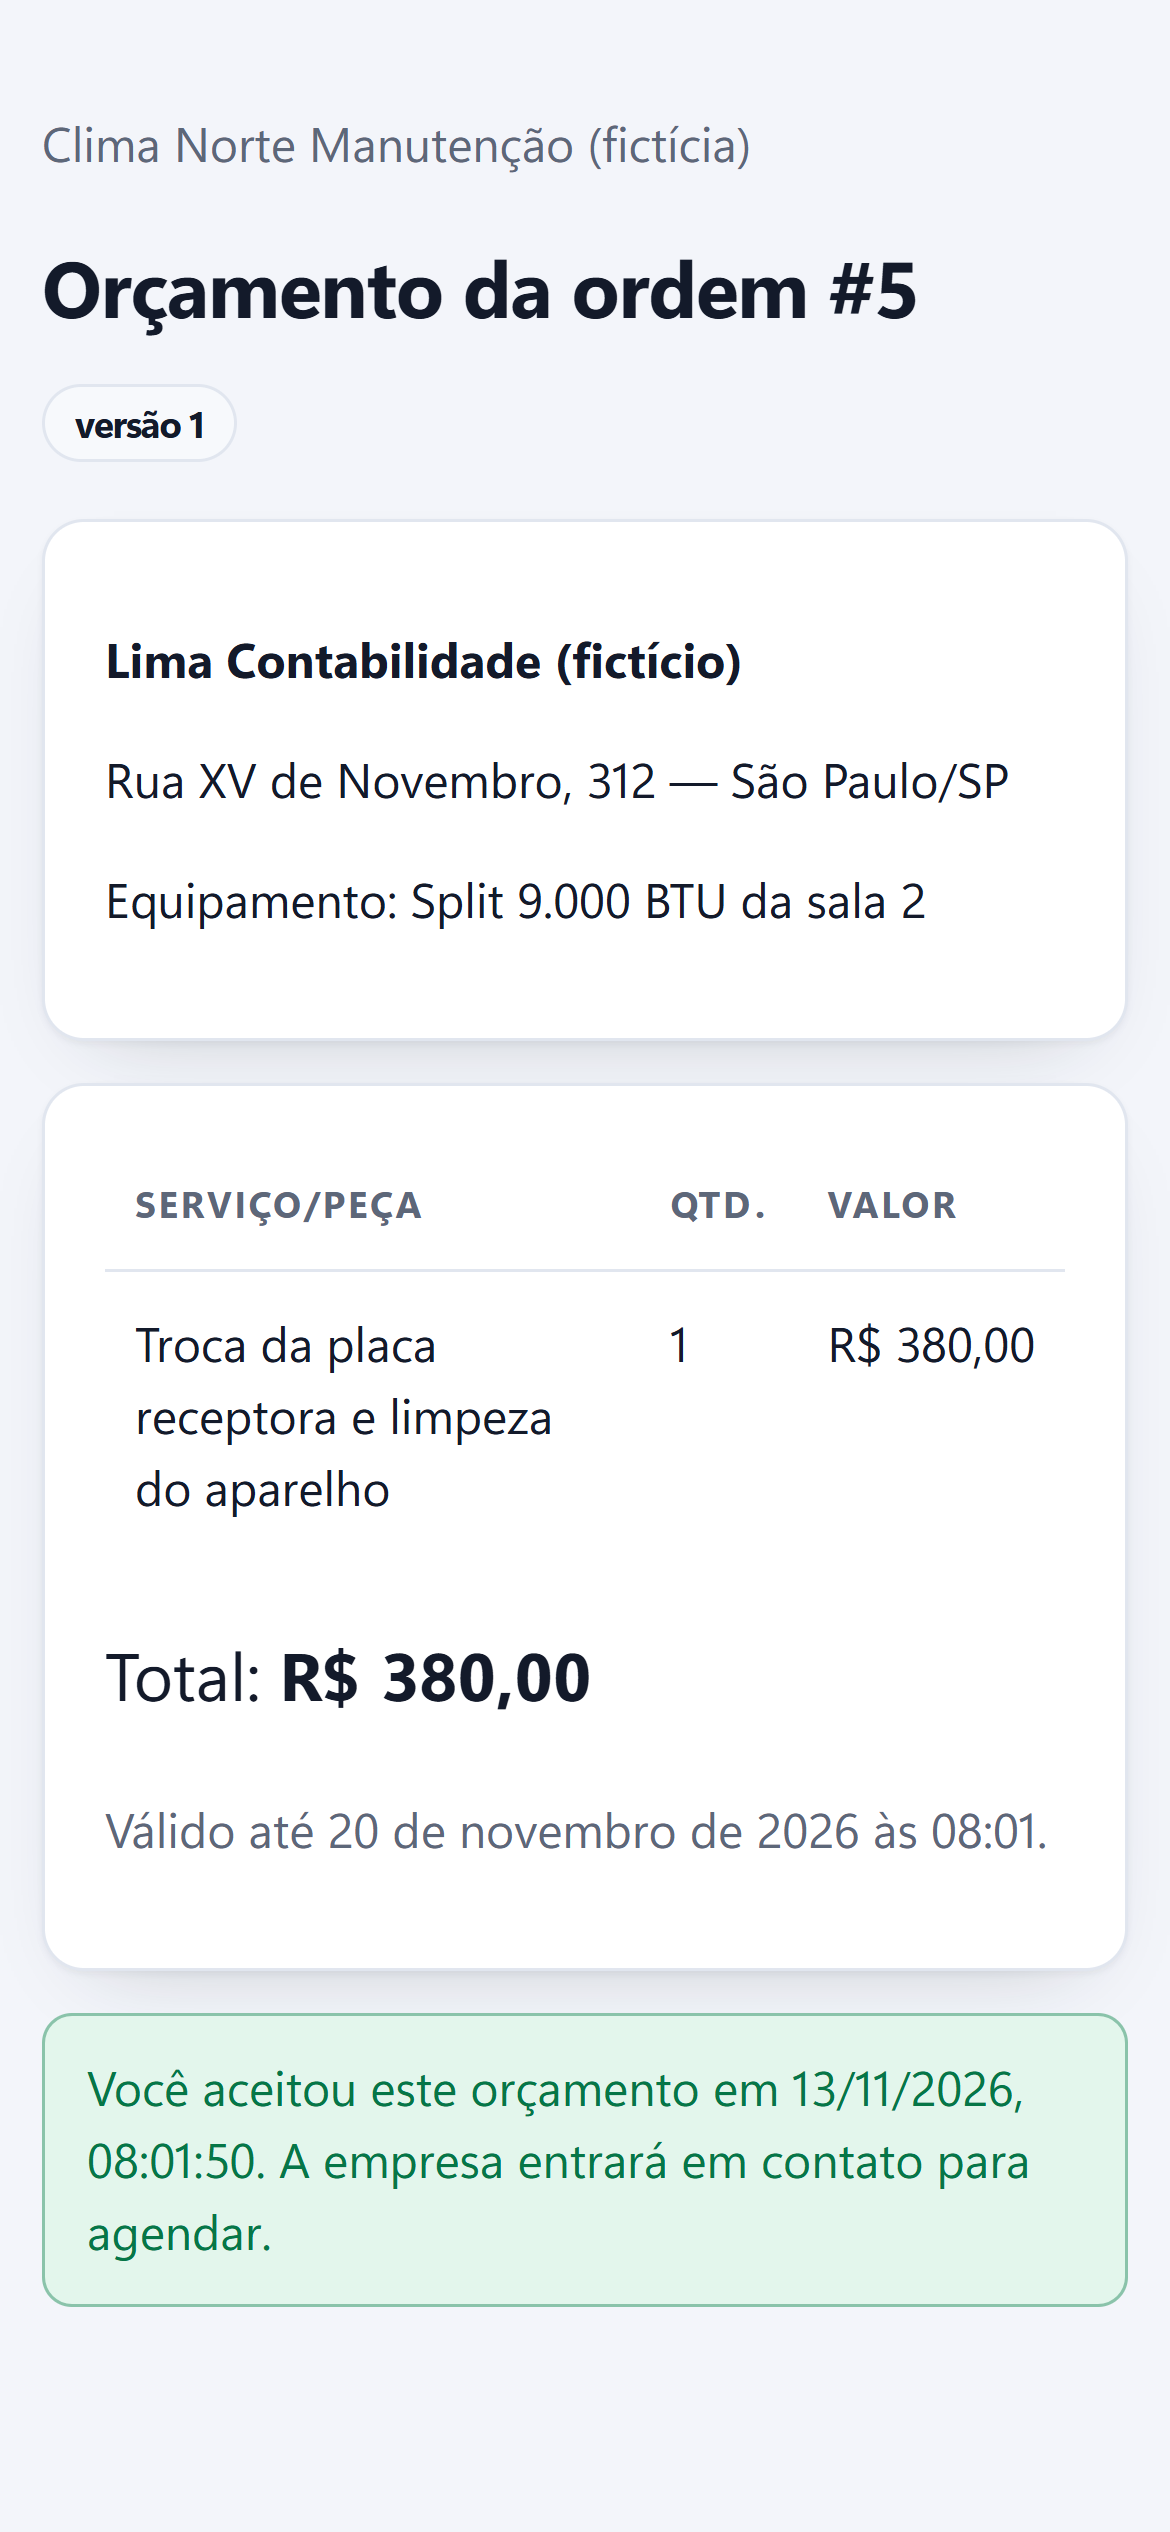 Clima Norte Manutenção (fictícia)
Orçamento da ordem #5
versão 1
Lima Contabilidade (fictício)
Rua XV de Novembro, 312 — São Paulo/SP
Equipamento: Split 9.000 BTU da sala 2
SERVIÇO/PEÇA QTD. VALOR
Troca da placa 1 R$ 380,00
receptora e limpeza
do aparelho
Total: R$ 380,00
Válido até 20 de novembro de 2026 às 08:01.
Você aceitou este orçamento em 13/11/2026,
08:01:50. A empresa entrará em contato para
agendar.